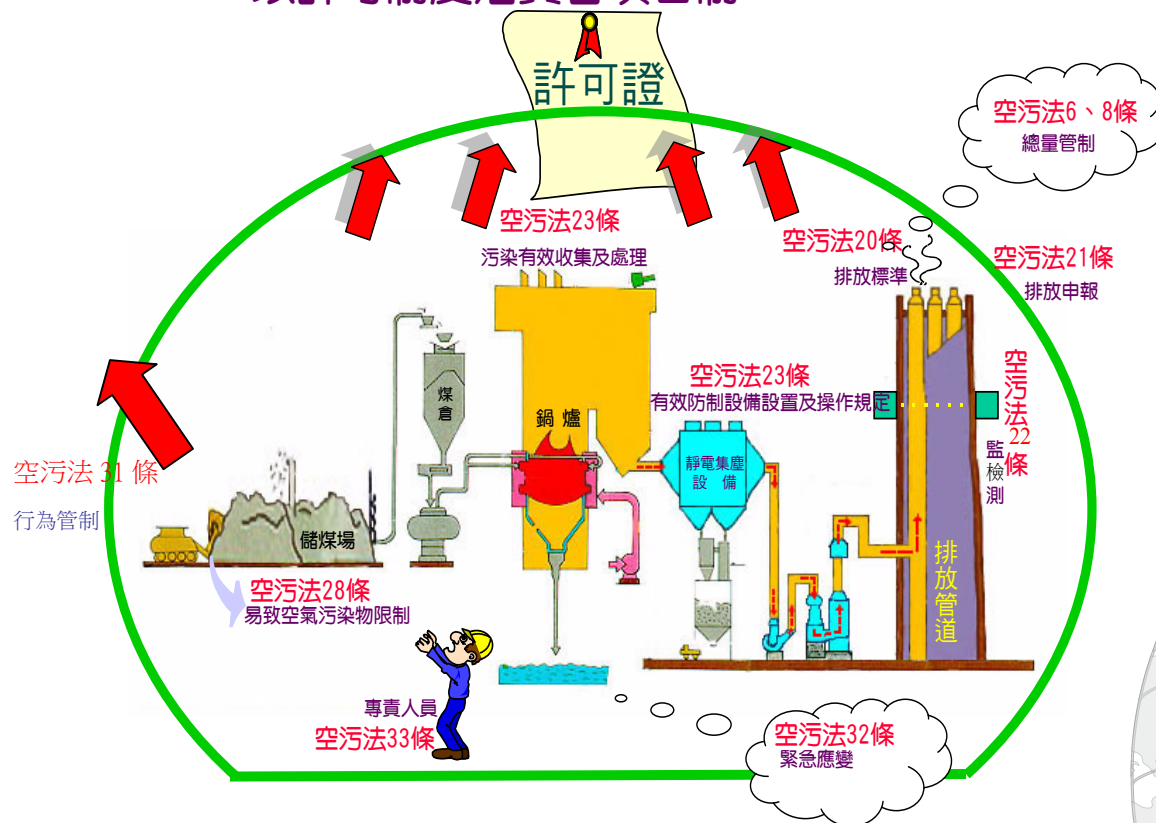 許可證
空污法6、8條
總量管制
空污法23條
污染有效收集及處理
空污法20條
排放標準
空污法21條
排放申報
空污法22條
監檢測
空污法23條
有效防制設備設置及操作規定
煤倉
鍋爐
靜電集塵
設備
空污法31條
行為管制
儲煤場
排放管道
空污法28條
易致空氣污染物限制
專責人員
空污法33條
空污法32條
緊急應變